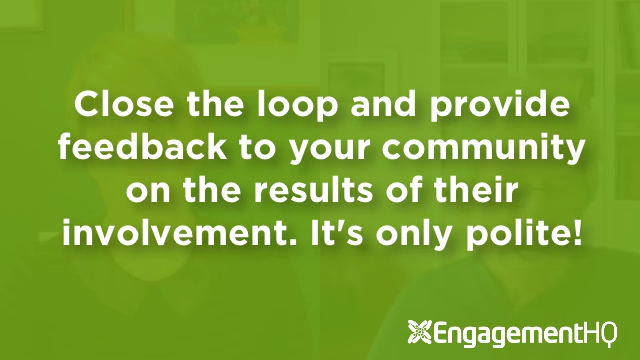 Close the loop and provide
feedback to your community
on the results of their
involvement. It's only polite!
EngagementHQ